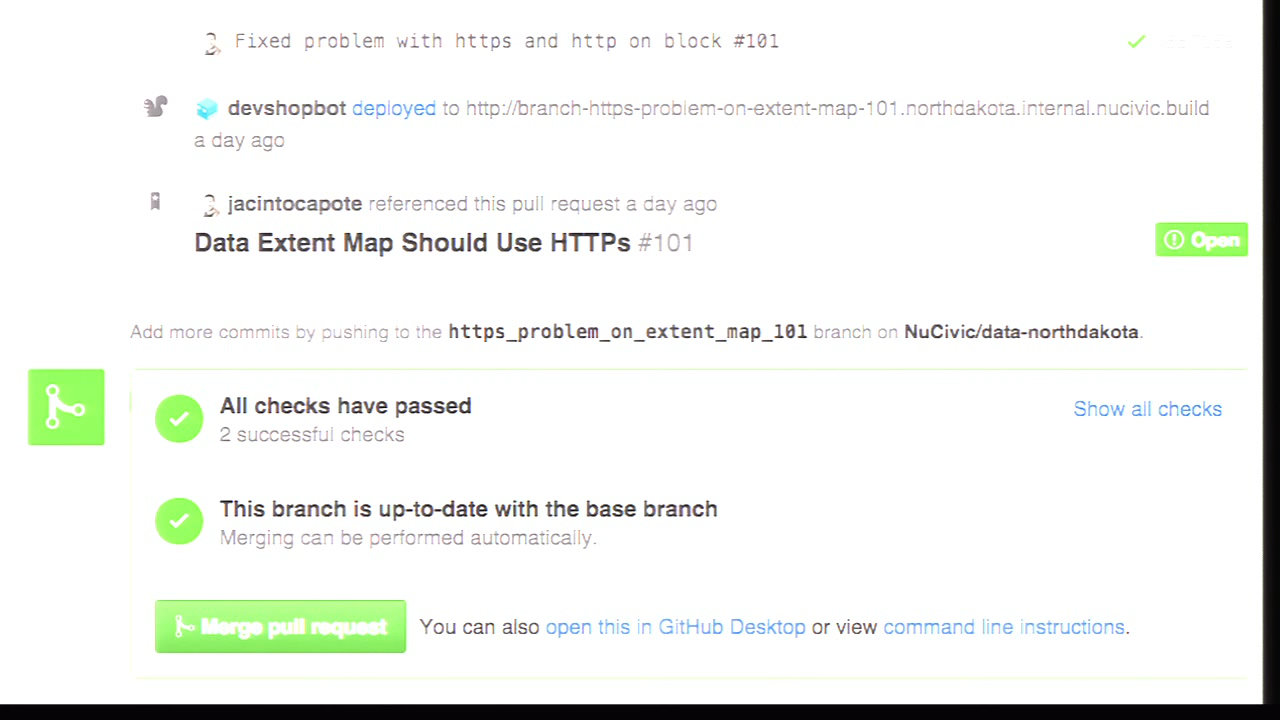 Fixed problem with https and http on block #101
devshopbot deployed to http://branch-https-problem-on-extent-map-101.northdakota.internal.nucivic.build
a day ago
jacintocapote referenced this pull request a day ago
Data Extent Map Should Use HTTPs #101
Open
Add more commits by pushing to the https_problem_on_extent_map_101 branch on NuCivic/data-northdakota.
All checks have passed
Show all checks
2 successful checks
This branch is up-to-date with the base branch
Merging can be performed automatically.
Merge pull request You can also open this in GitHub Desktop or view command line instructions.